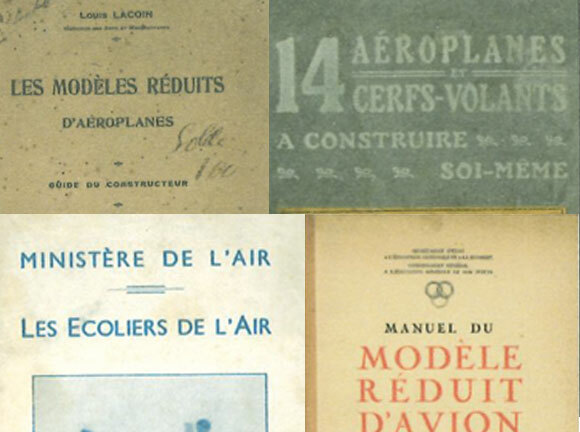 Louis LACOIN
LES MODÈLES RÉDUITS
D'AÉROPLANES
Solde
GUIDE DU CONSTRUCTEUR
14 AÉROPLANES
ET
CERFS-VOLANTS
A CONSTRUIRE
SOI-MÊME
MINISTÈRE DE L'AIR
LES ECOLIERS DE L'AIR
MANUEL DU
MODÈLE
RÉDUIT
D'AVION